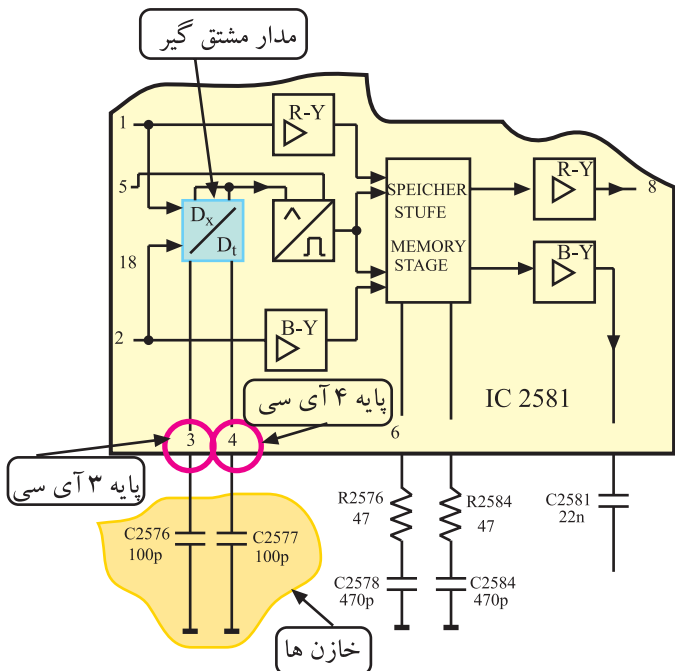 مدار مشتق گیر
1
R-Y
R-Y
8
5
SPEICHER
STUFE
Dx
Dt
MEMORY
STAGE
B-Y
18
2
B-Y
IC 2581
پایه ۴ آی سی
3
4
6
پایه ۳ آی سی
R2576
47
R2584
47
C2581
22n
C2576
100p
C2577
100p
C2578
470p
C2584
470p
خازن ها